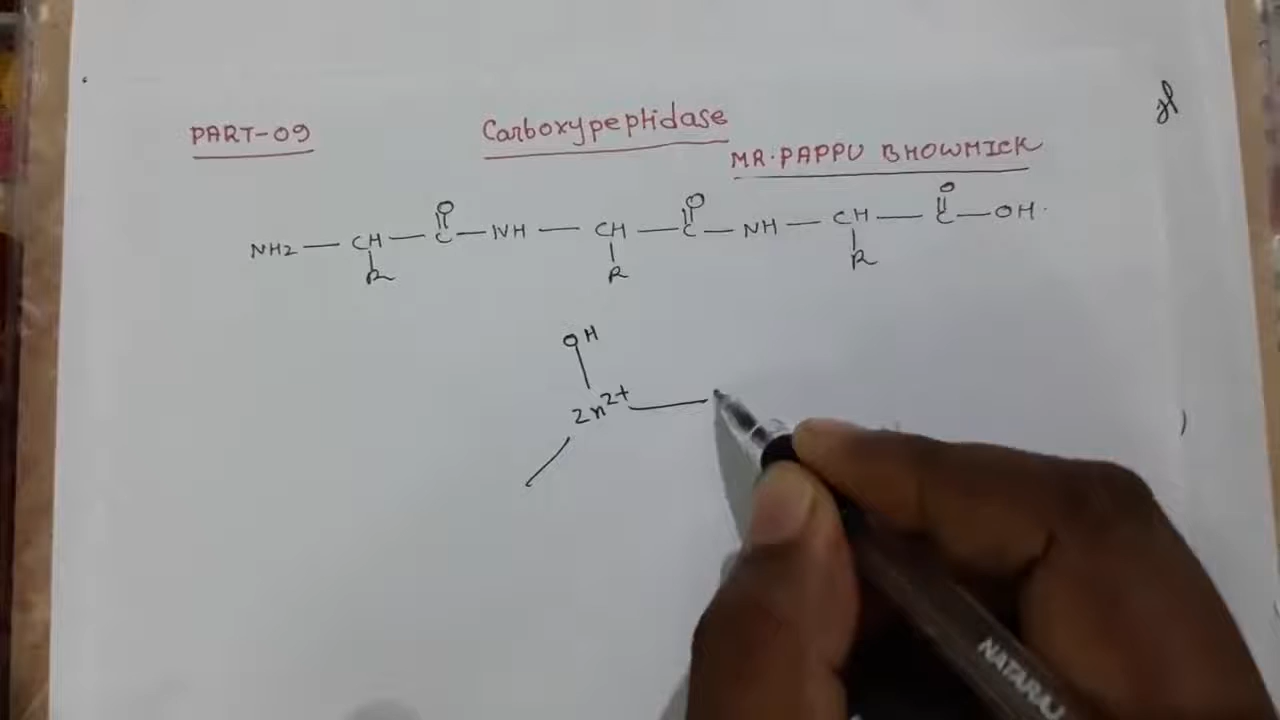 PART-09
Carboxypeptidase
MR. PAPPU BHOWMICK
O O O
NH2 — CH — C — NH — CH — C — NH — CH — C — OH.
R R R
OH
Zn2+
NATARAJ